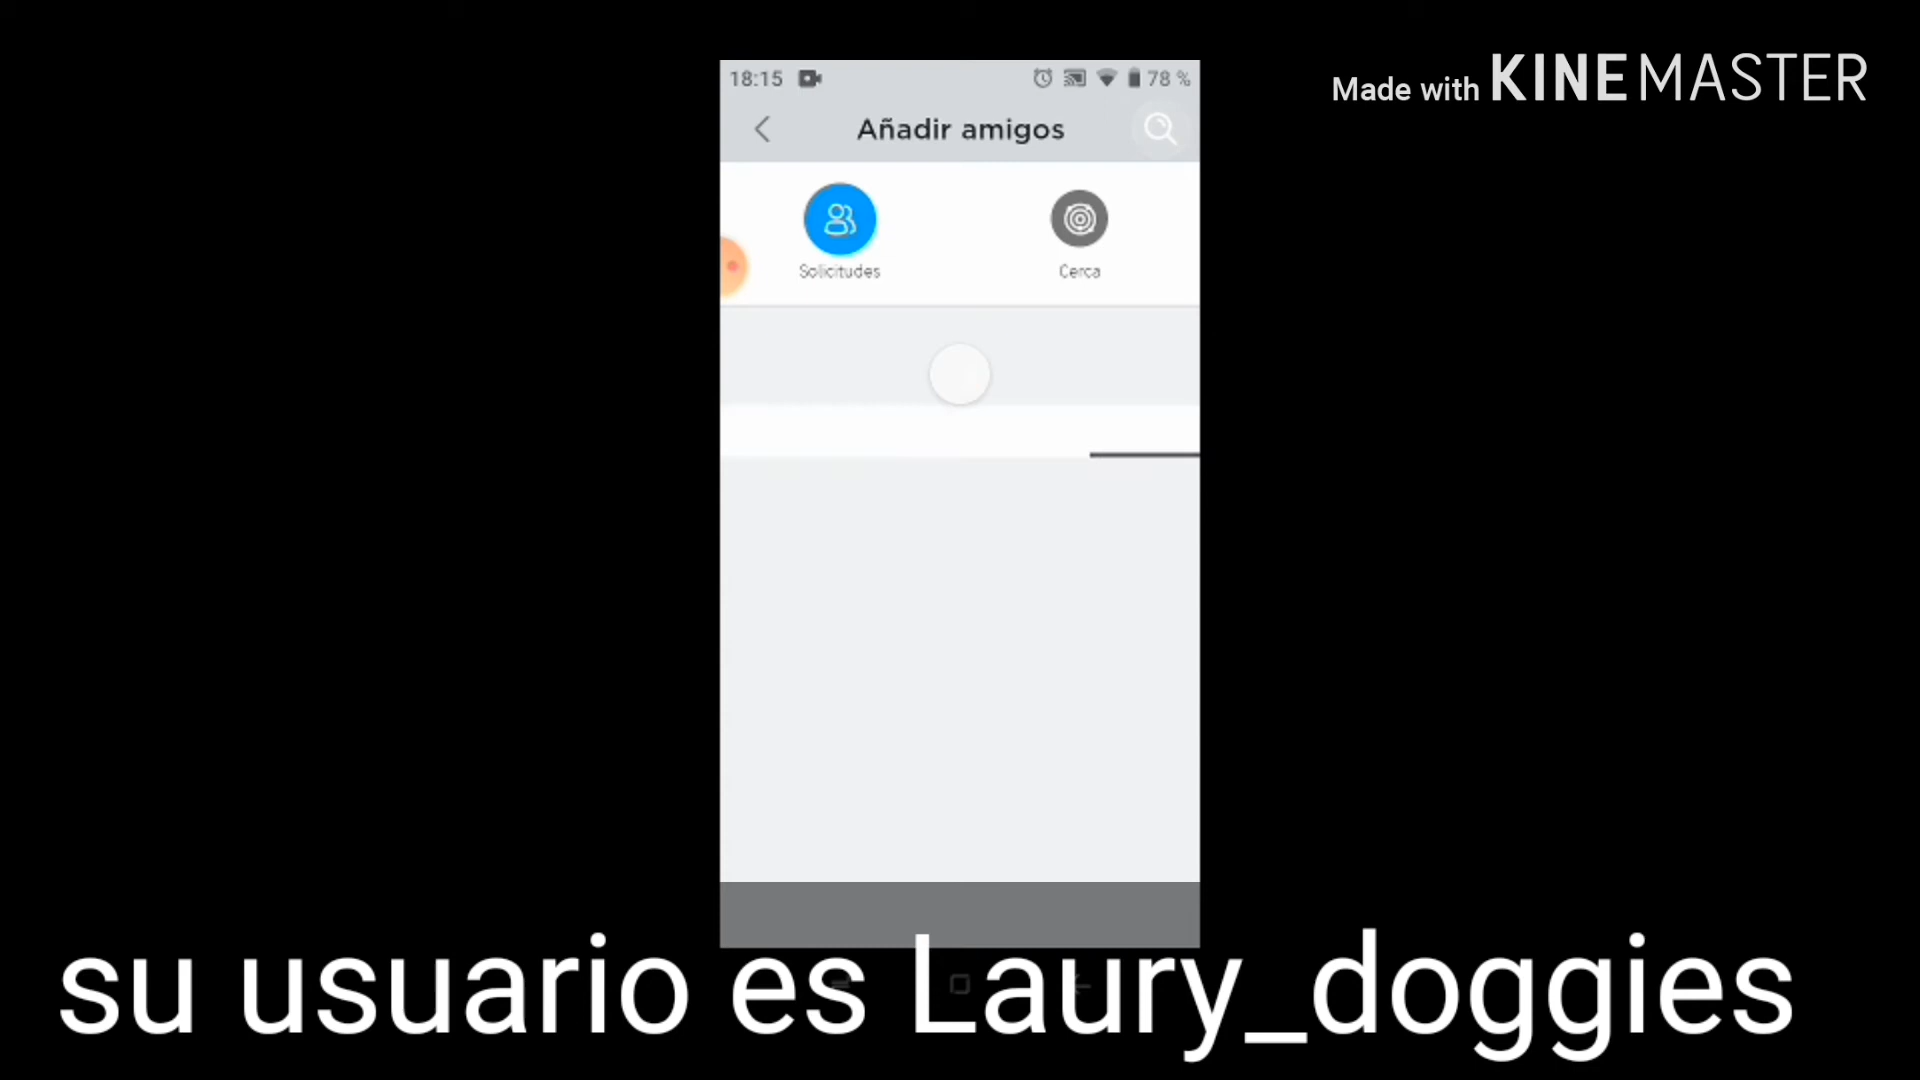 Made with KINEMASTER
18:15 78 %
Añadir amigos
Solicitudes Cerca
su usuario es Laury_doggies